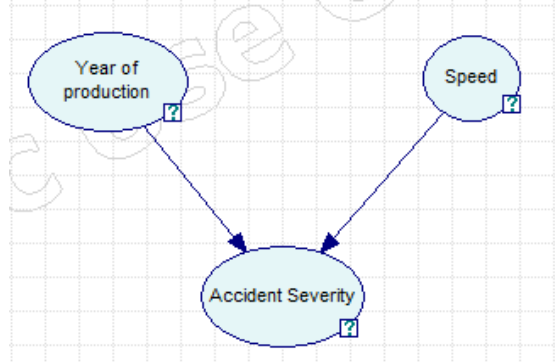 Year of
production
?
Speed
?
Accident Severity
?